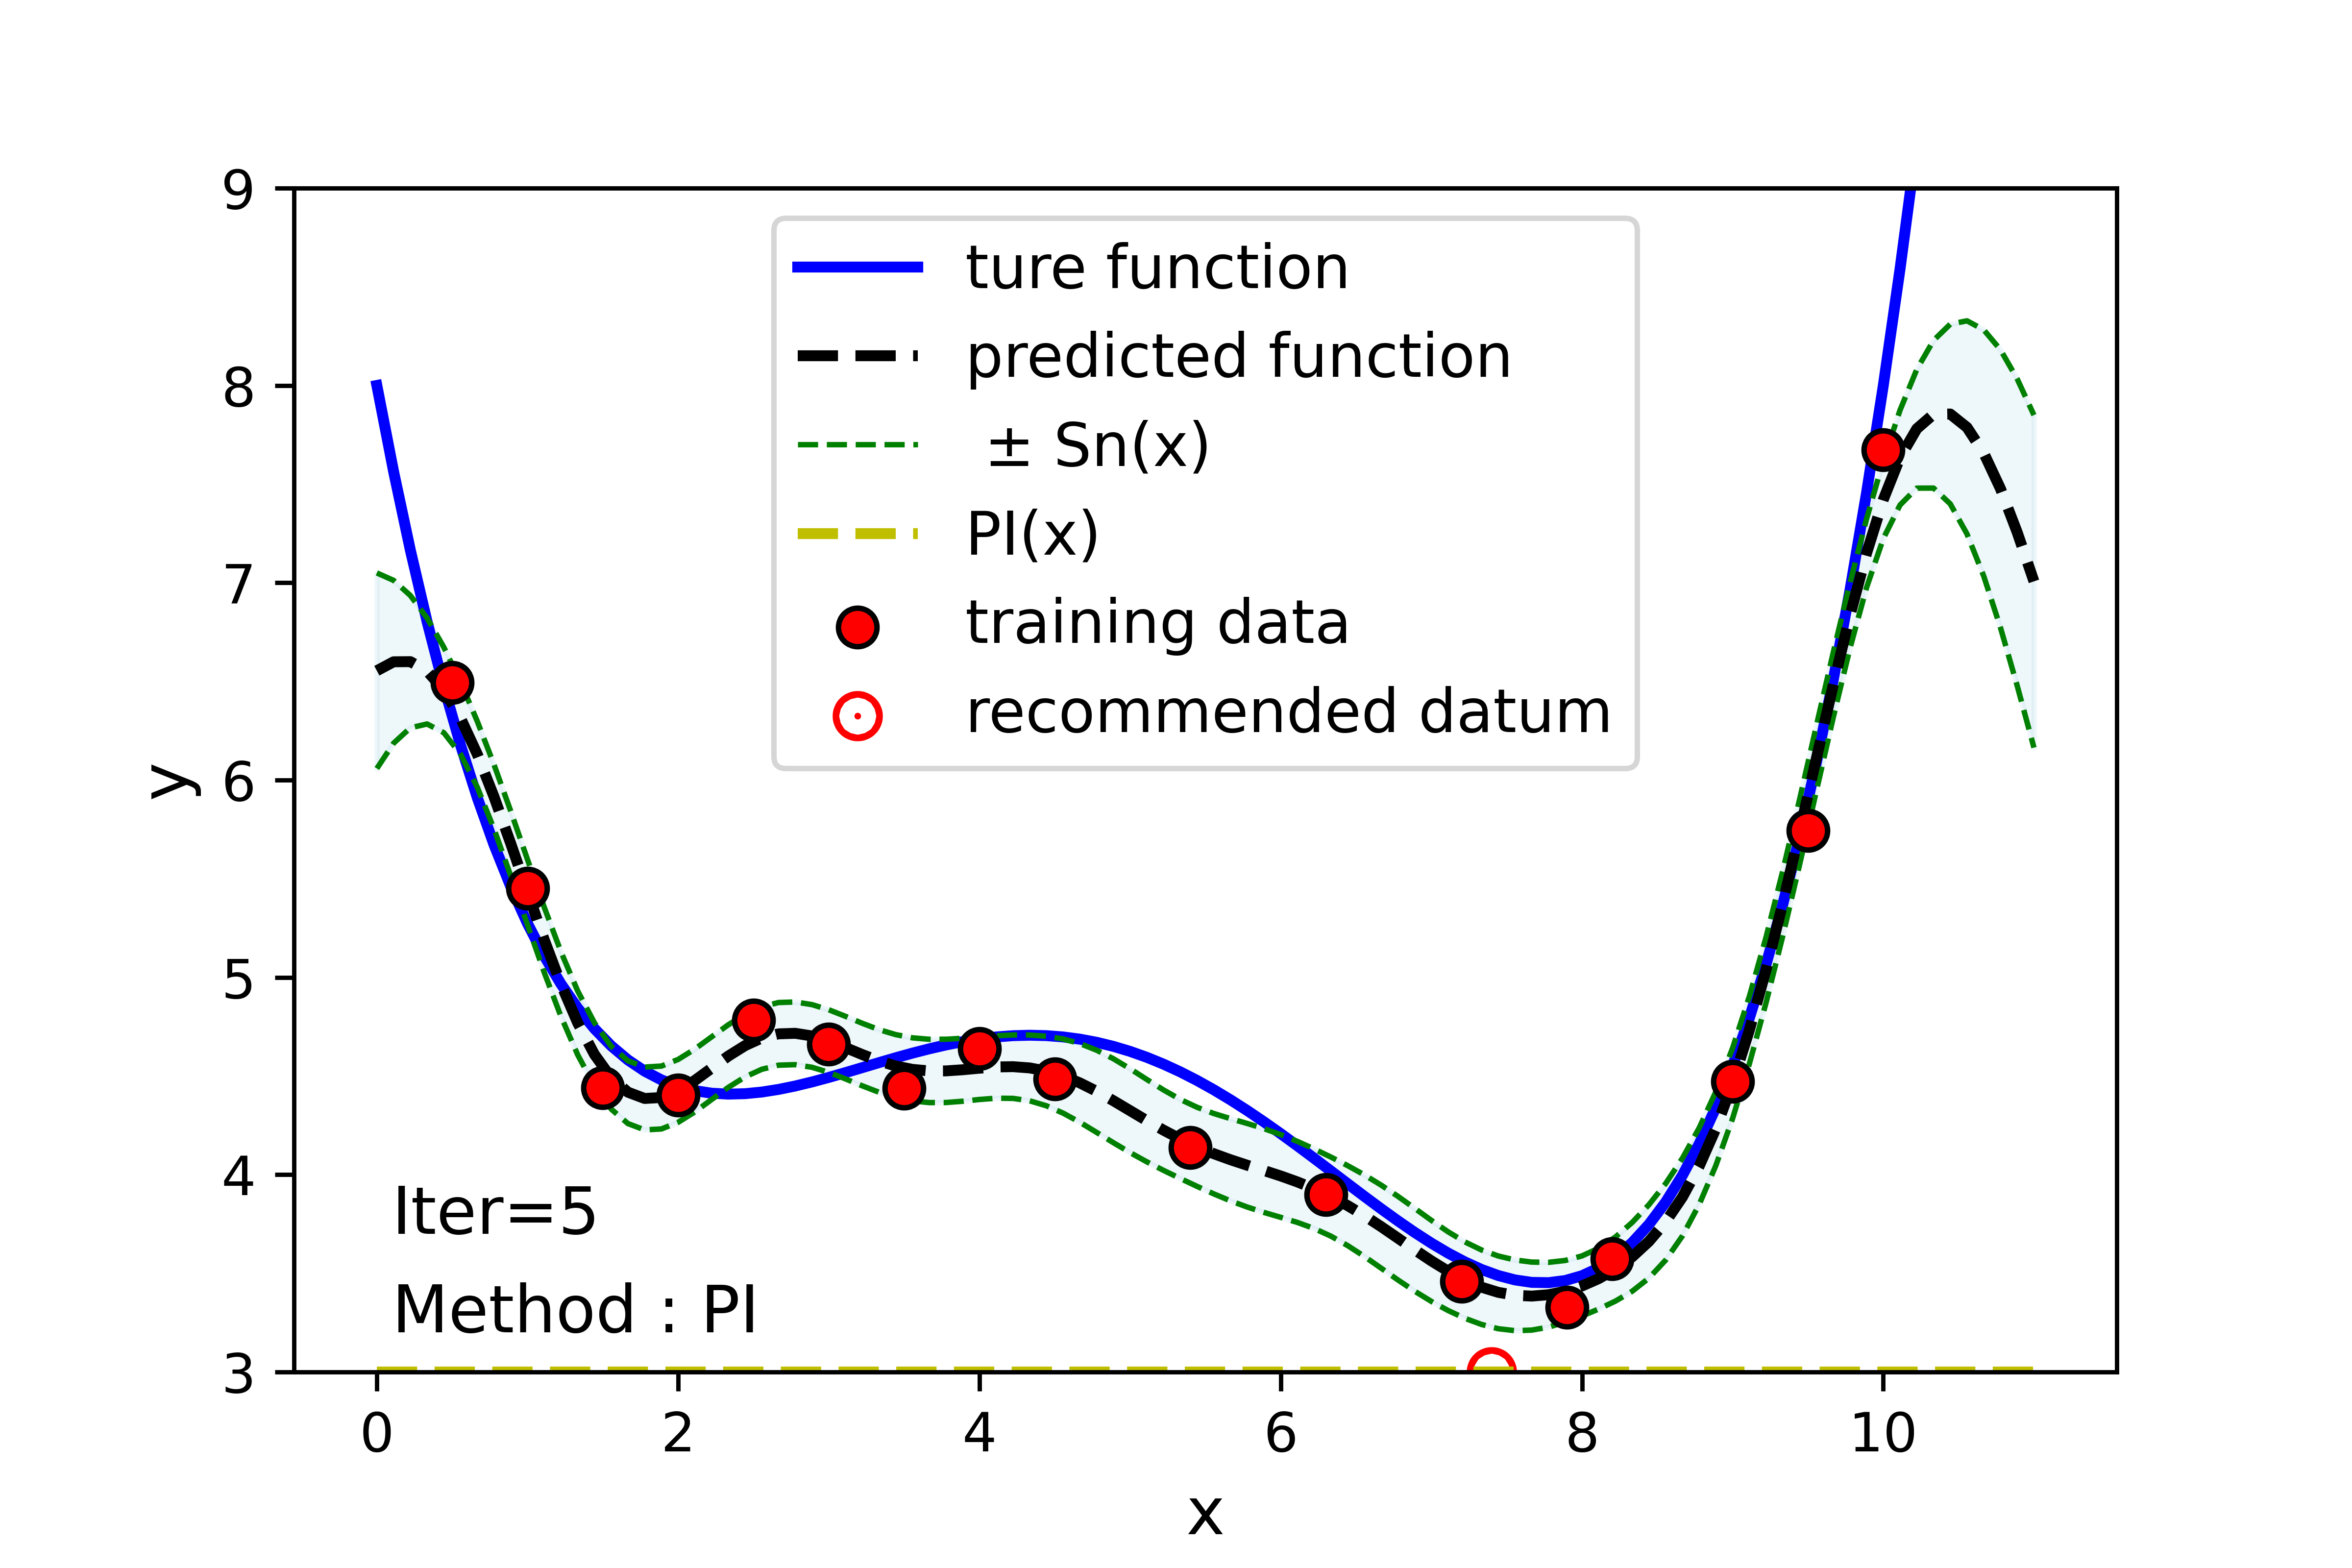 9
8
7
6
5
4
3
y
ture function
predicted function
± Sn(x)
PI(x)
training data
recommended datum
Iter=5
Method : PI
0 2 4 6 8 10
x